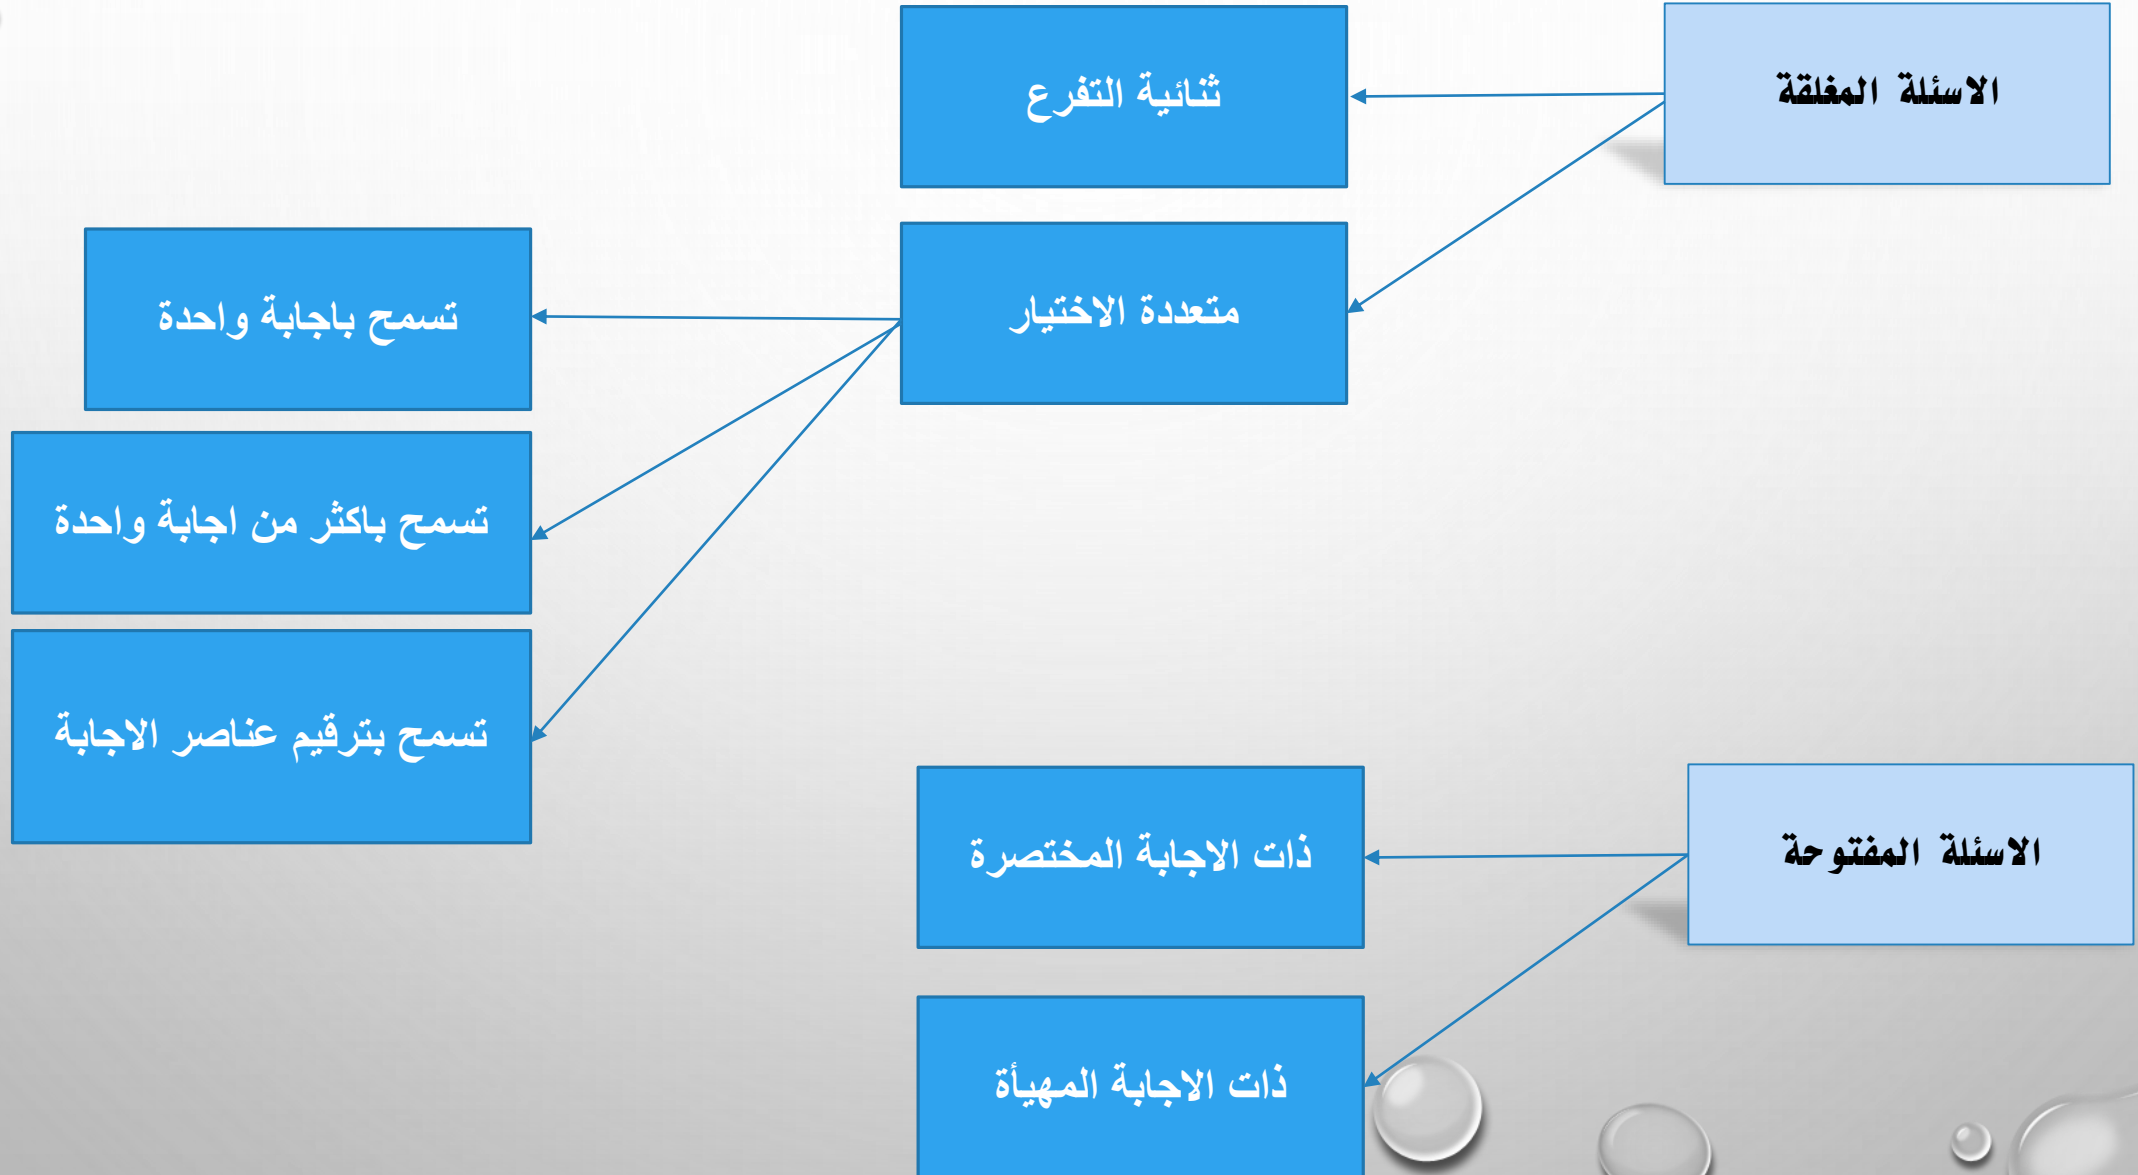 الاسئلة المغلقة
ثنائية التفرع
متعددة الاختيار
تسمح باجابة واحدة
تسمح باكثر من اجابة واحدة
تسمح بترقيم عناصر الاجابة
الاسئلة المفتوحة
ذات الاجابة المختصرة
ذات الاجابة المهيأة